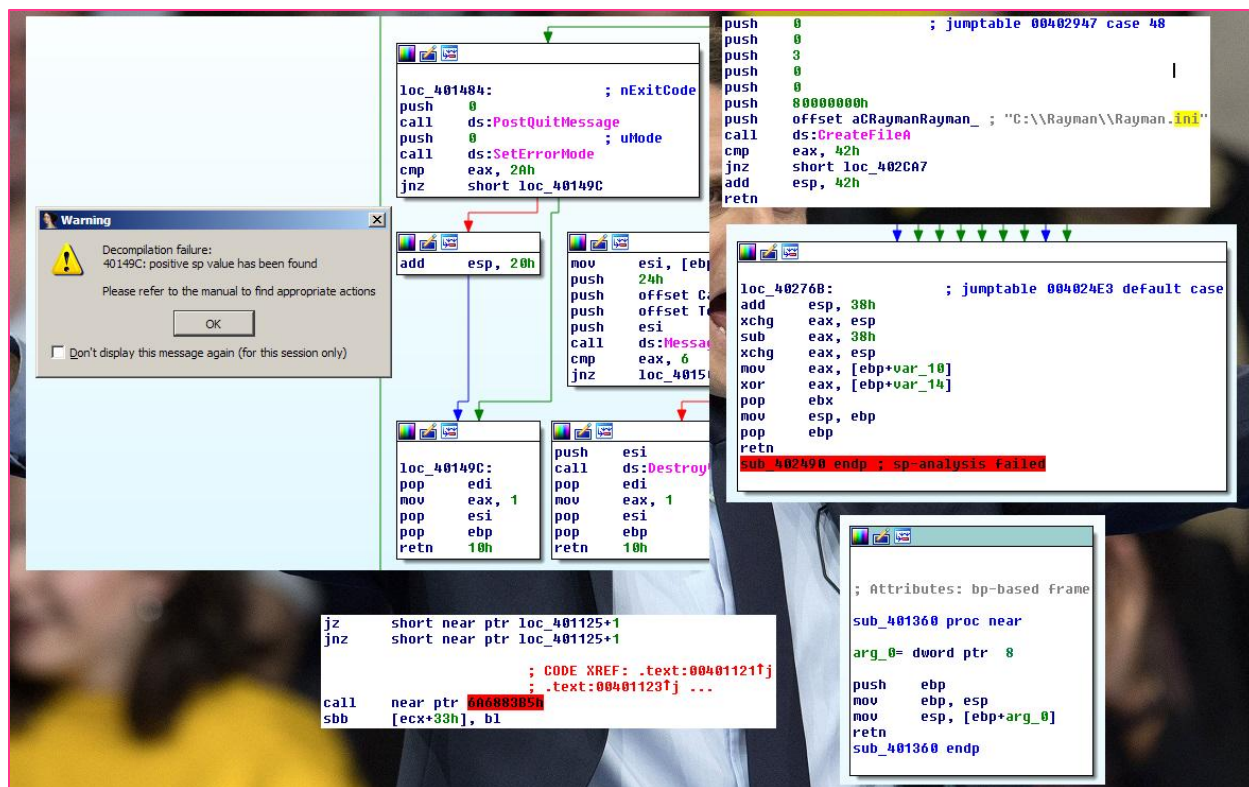 loc_401484: ; nExitCode
push 0
call ds:PostQuitMessage
push 0 ; uMode
call ds:SetErrorMode
cmp eax, 2Ah
jnz short loc_40149C
Warning
Decompilation failure:
40149C: positive sp value has been found
Please refer to the manual to find appropriate actions
OK
Don't display this message again (for this session only)
add esp, 20h
mov esi, [ebp
push 24h
push offset Ca
push offset Te
push esi
call ds:Messa
cmp eax, 6
jnz loc_4015
loc_40149C:
pop edi
mov eax, 1
pop esi
pop ebp
retn 10h
push esi
call ds:Destroy
pop edi
mov eax, 1
pop esi
pop ebp
retn 10h
push 0 ; jumptable 00402947 case 48
push 0
push 3
push 0
push 0
push 80000000h
push offset aCRaymanRayman_ ; "C:\\Rayman\\Rayman.ini"
call ds:CreateFileA
cmp eax, 42h
jnz short loc_402CA7
add esp, 42h
retn
loc_40276B: ; jumptable 004024E3 default case
add esp, 38h
xchg eax, esp
sub eax, 38h
xchg eax, esp
mov eax, [ebp+var_10]
xor eax, [ebp+var_14]
pop ebx
mov esp, ebp
pop ebp
retn
sub_402490 endp ; sp-analysis failed
jz short near ptr loc_401125+1
jnz short near ptr loc_401125+1
; CODE XREF: .text:00401121↑j
; .text:00401123↑j ...
call near ptr 6A6883B5h
sbb [ecx+33h], bl
; Attributes: bp-based frame
sub_401360 proc near
arg_0= dword ptr 8
push ebp
mov ebp, esp
mov esp, [ebp+arg_0]
retn
sub_401360 endp